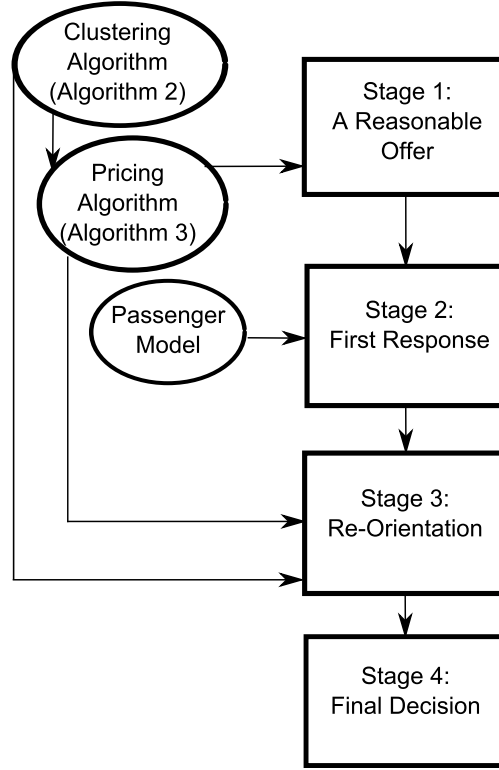 Clustering
Algorithm
(Algorithm 2)
Pricing
Algorithm
(Algorithm 3)
Passenger
Model
Stage 1:
A Reasonable
Offer
Stage 2:
First Response
Stage 3:
Re-Orientation
Stage 4:
Final Decision